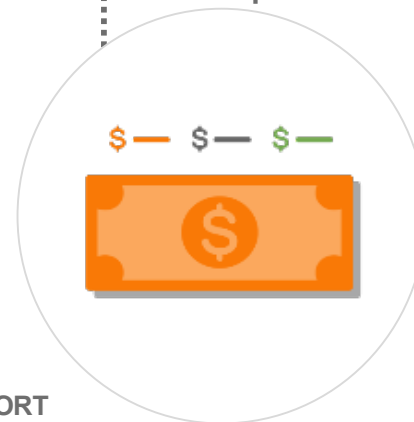 $ — $ — $ —
$
ORT